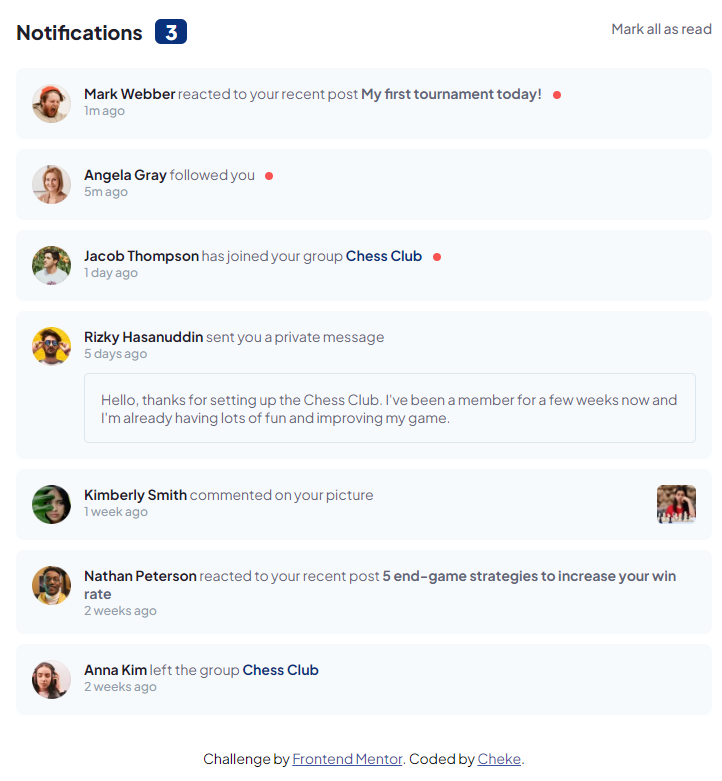 Notifications 3 Mark all as read
Mark Webber reacted to your recent post My first tournament today!
1m ago
Angela Gray followed you
5m ago
Jacob Thompson has joined your group Chess Club
1 day ago
Rizky Hasanuddin sent you a private message
5 days ago
Hello, thanks for setting up the Chess Club. I've been a member for a few weeks now and
I'm already having lots of fun and improving my game.
Kimberly Smith commented on your picture
1 week ago
Nathan Peterson reacted to your recent post 5 end-game strategies to increase your win
rate
2 weeks ago
Anna Kim left the group Chess Club
2 weeks ago
Challenge by Frontend Mentor. Coded by Cheke.